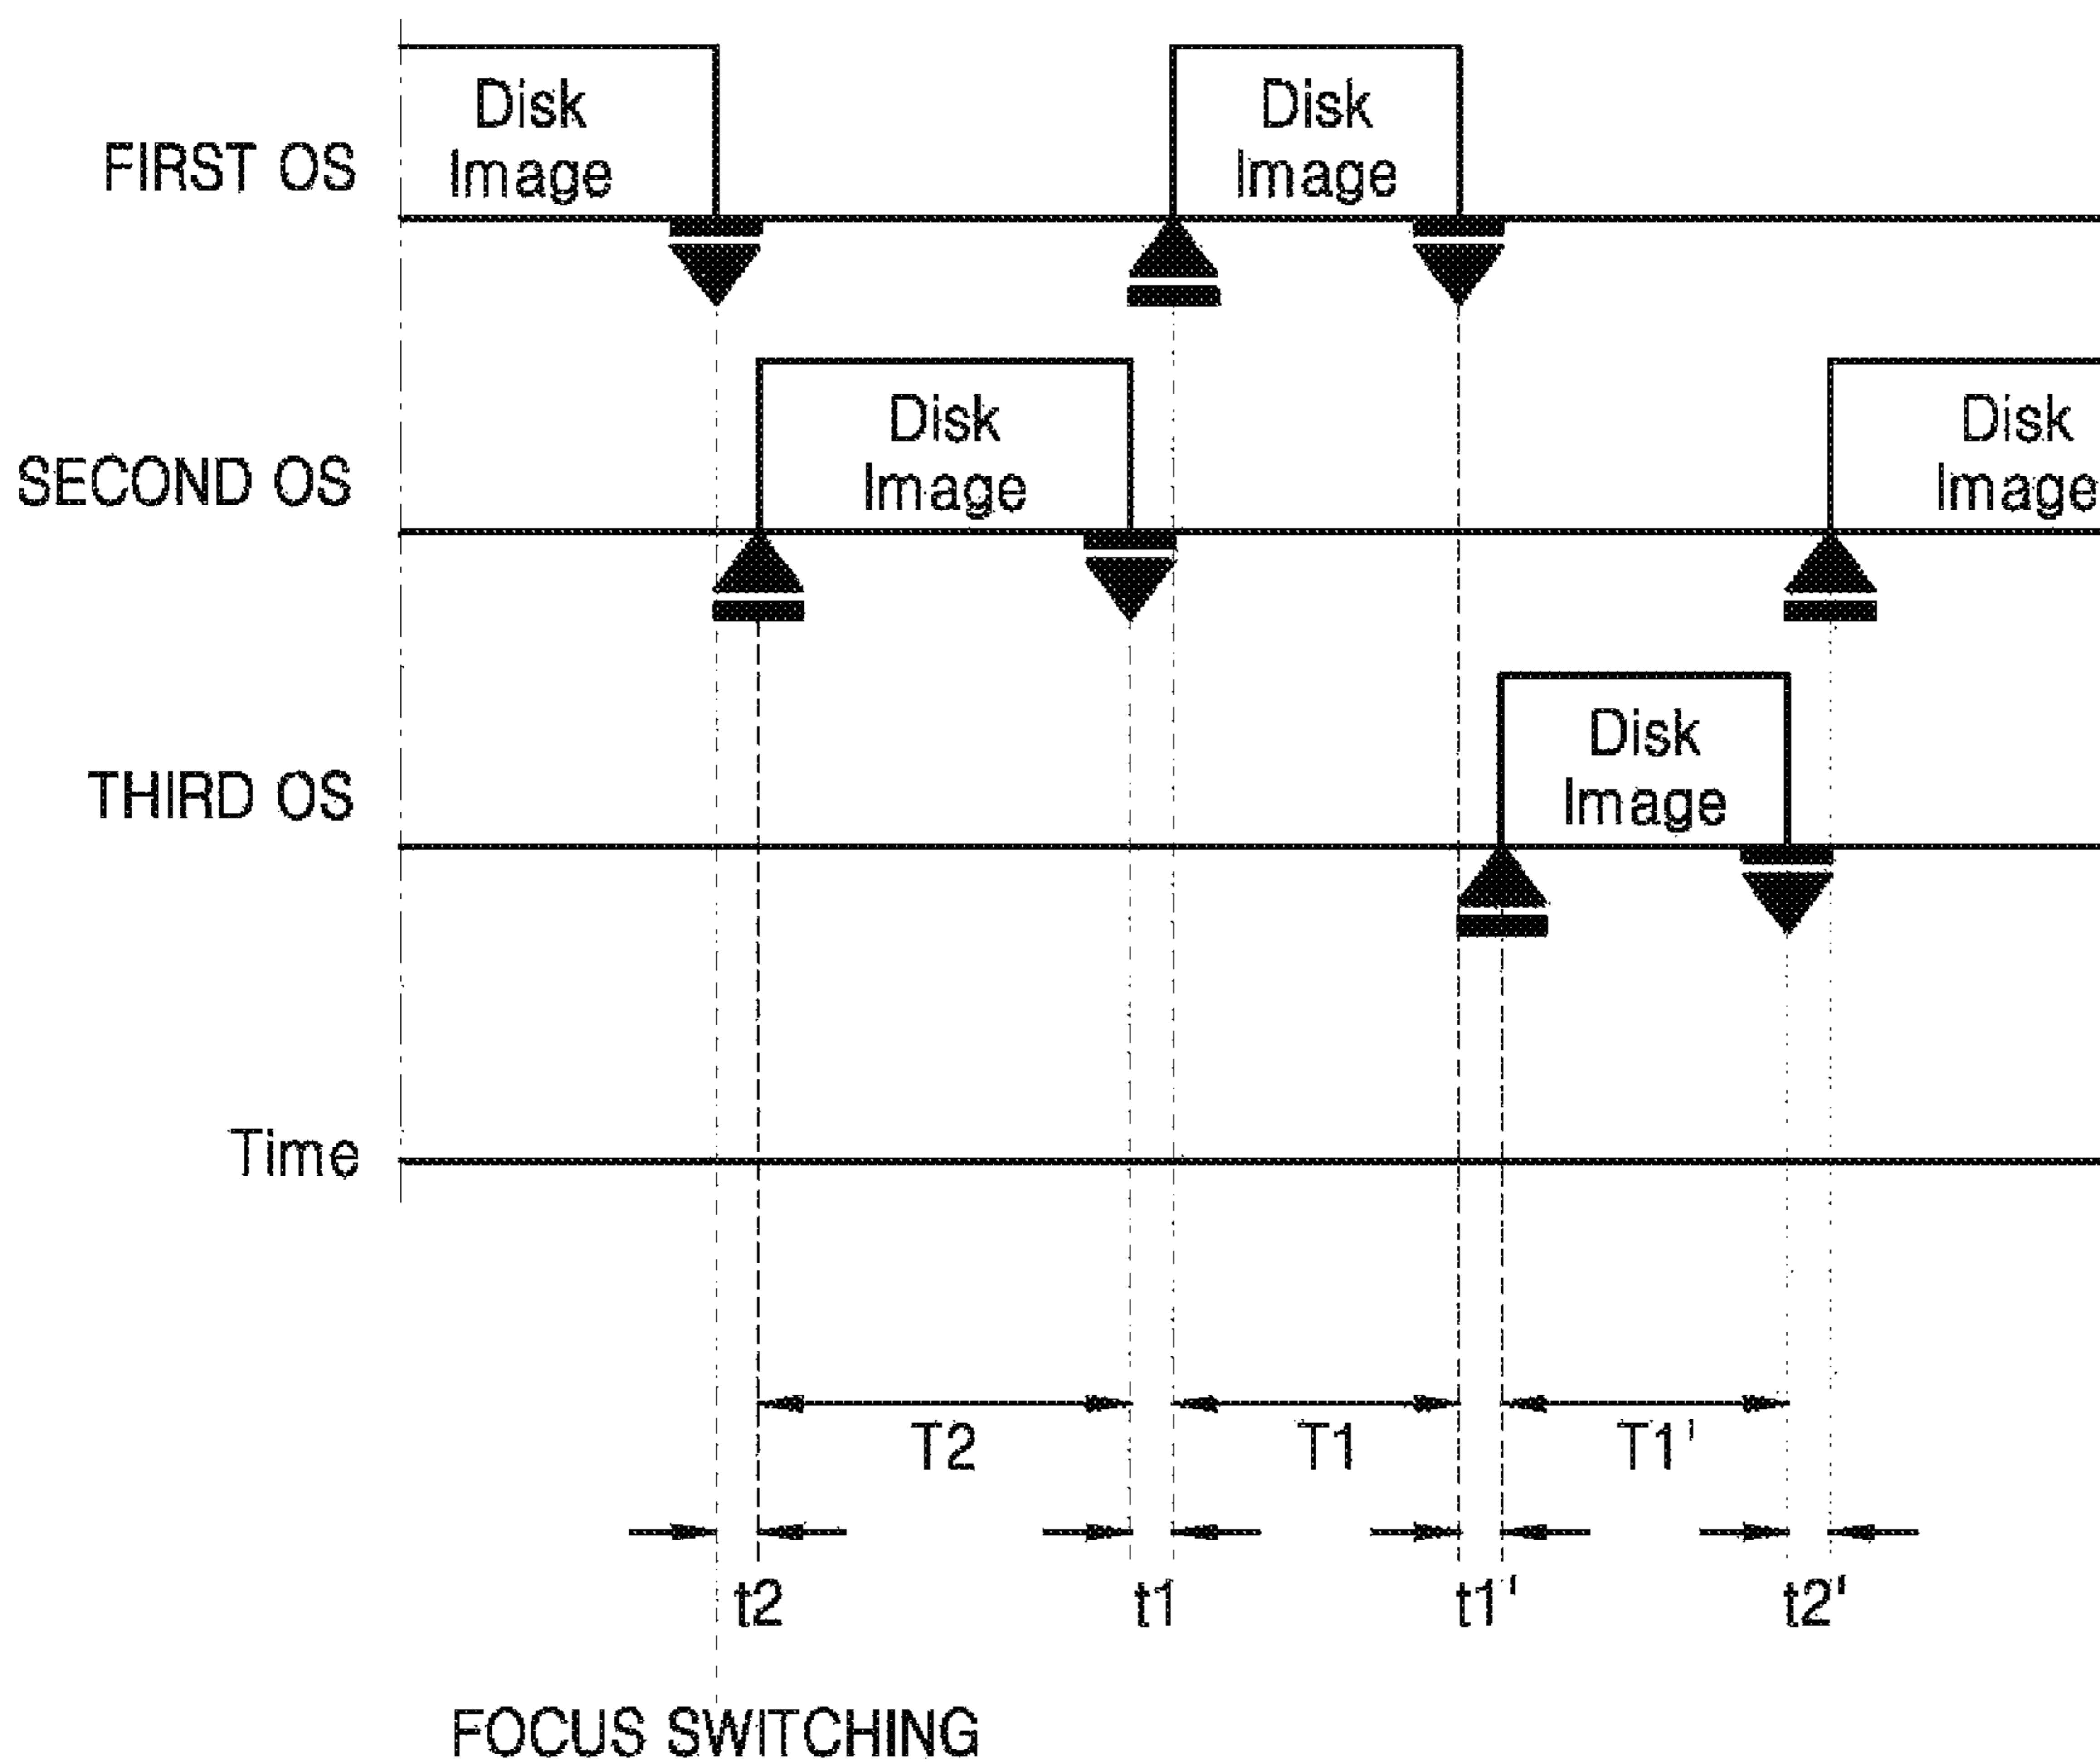 Disk
Image
Disk
Image
FIRST OS
Disk
Image
Disk
Image
SECOND OS
Disk
Image
THIRD OS
Time
T2
T1
T1'
t2
t1
t1'
t2'
FOCUS SWITCHING